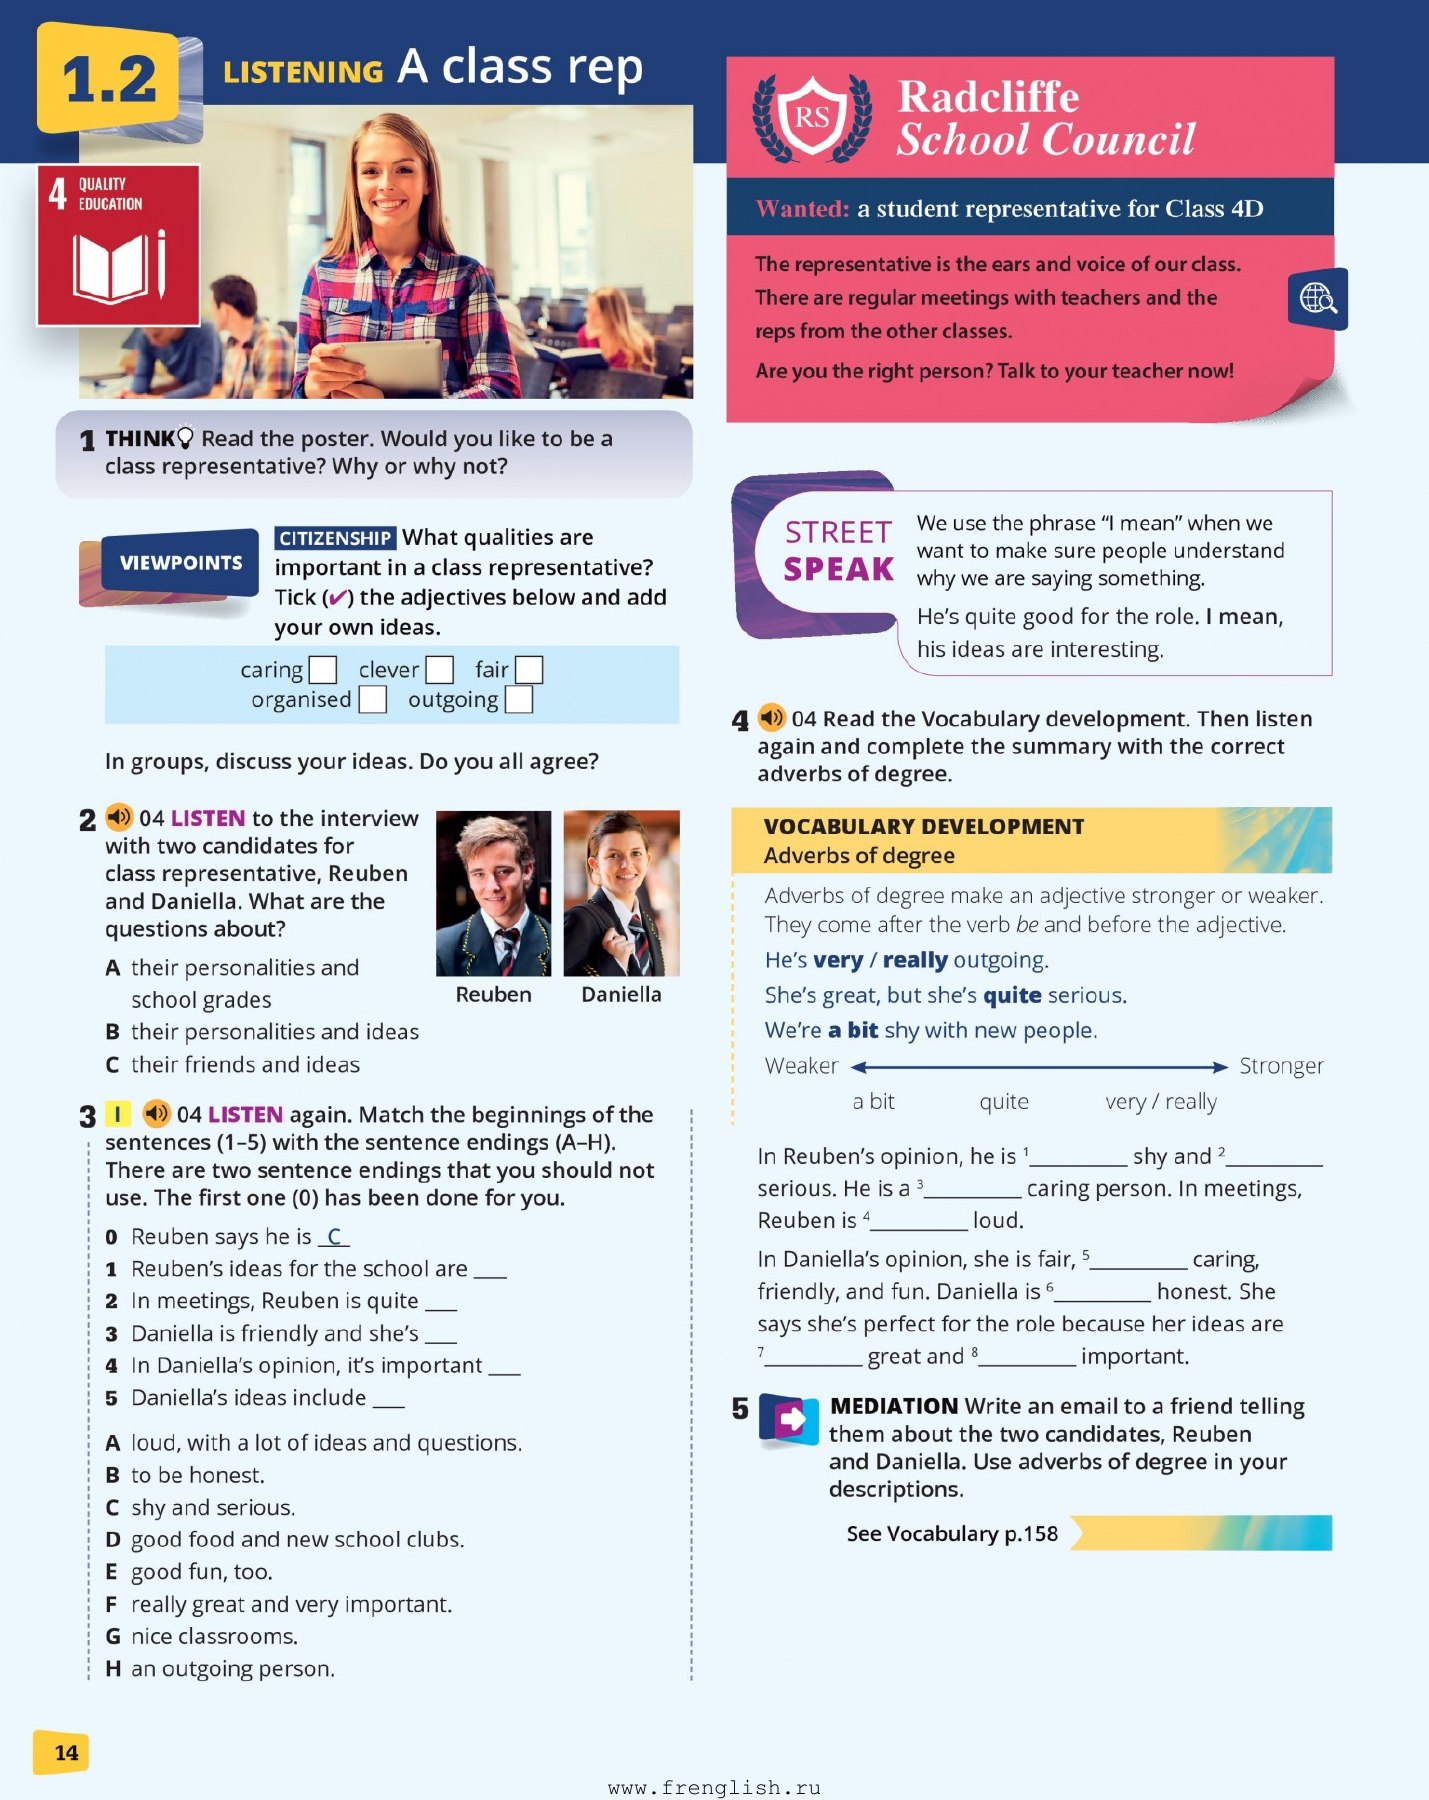 1.2
LISTENING A class rep
4 QUALITY
EDUCATION
1 THINK Read the poster. Would you like to be a
class representative? Why or why not?
VIEWPOINTS
CITIZENSHIP What qualities are
important in a class representative?
Tick (✔) the adjectives below and add
your own ideas.
caring clever fair
organised outgoing
In groups, discuss your ideas. Do you all agree?
2 04 LISTEN to the interview
with two candidates for
class representative, Reuben
and Daniella. What are the
questions about?
A their personalities and
school grades
B their personalities and ideas
C their friends and ideas
Reuben Daniella
3 I 04 LISTEN again. Match the beginnings of the
sentences (1–5) with the sentence endings (A–H).
There are two sentence endings that you should not
use. The first one (0) has been done for you.
0 Reuben says he is C
1 Reuben's ideas for the school are ___
2 In meetings, Reuben is quite ___
3 Daniella is friendly and she's ___
4 In Daniella's opinion, it's important ___
5 Daniella's ideas include ___
A loud, with a lot of ideas and questions.
B to be honest.
C shy and serious.
D good food and new school clubs.
E good fun, too.
F really great and very important.
G nice classrooms.
H an outgoing person.
RS
Radcliffe
School Council
Wanted: a student representative for Class 4D
The representative is the ears and voice of our class.
There are regular meetings with teachers and the
reps from the other classes.
Are you the right person? Talk to your teacher now!
STREET
SPEAK
We use the phrase “I mean” when we
want to make sure people understand
why we are saying something.
He's quite good for the role. I mean,
his ideas are interesting.
4 04 Read the Vocabulary development. Then listen
again and complete the summary with the correct
adverbs of degree.
VOCABULARY DEVELOPMENT
Adverbs of degree
Adverbs of degree make an adjective stronger or weaker.
They come after the verb be and before the adjective.
He's very / really outgoing.
She's great, but she's quite serious.
We're a bit shy with new people.
Weaker Stronger
a bit quite very / really
In Reuben's opinion, he is 1_________ shy and 2_________
serious. He is a 3_________ caring person. In meetings,
Reuben is 4_________ loud.
In Daniella's opinion, she is fair, 5_________ caring,
friendly, and fun. Daniella is 6_________ honest. She
says she's perfect for the role because her ideas are
7_________ great and 8_________ important.
5 MEDIATION Write an email to a friend telling
them about the two candidates, Reuben
and Daniella. Use adverbs of degree in your
descriptions.
See Vocabulary p.158
14
www.frenglish.ru